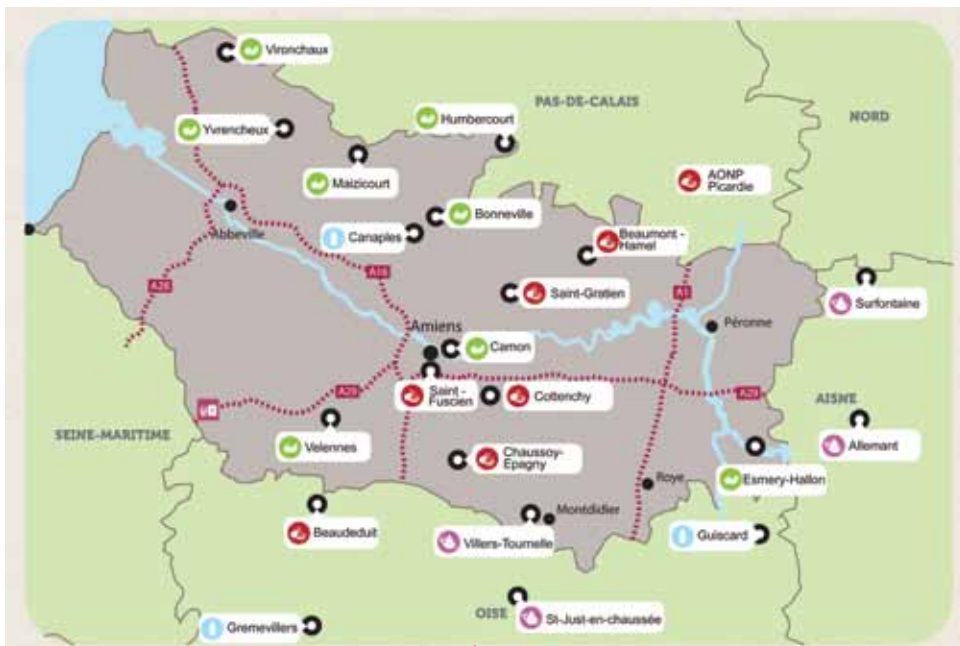 Vironchaux
PAS-DE-CALAIS
NORD
Humbercourt
Yvrencheux
Maizicourt
AONP
Picardie
Bonneville
Abbeville
Canaples
Beaumont-
Hamel
A16
A28
A1
Saint-Gratien
Surfontaine
Péronne
Amiens
Camon
Saint-
Fuscien
Cottenchy
A29
A29
AISNE
SEINE-MARITIME
Velennes
Allemant
Chaussoy-
Epagny
Roye
Esmery-Hallon
Montdidier
Beaudeduit
Villers-Tournelle
Guiscard
OISE
St-Just-en-chaussée
Gremevillers